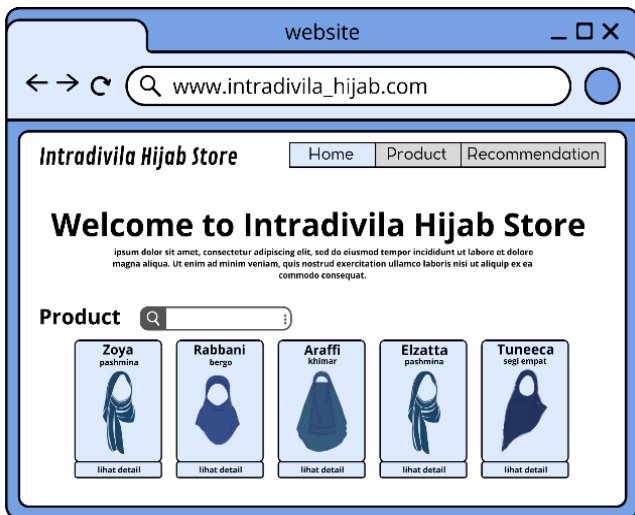 website
www.intradivila_hijab.com
Intradivila Hijab Store
Home Product Recommendation
Welcome to Intradivila Hijab Store
ipsum dolor sit amet, consectetur adipiscing elit, sed do eiusmod tempor incididunt ut labore et dolore
magna aliqua. Ut enim ad minim veniam, quis nostrud exercitation ullamco laboris nisi ut aliquip ex ea
commodo consequat.
Product
Zoya Rabbani Araffi Elzatta Tuneeca
pashmina bergo khimar pashmina segi empat
lihat detail lihat detail lihat detail lihat detail lihat detail